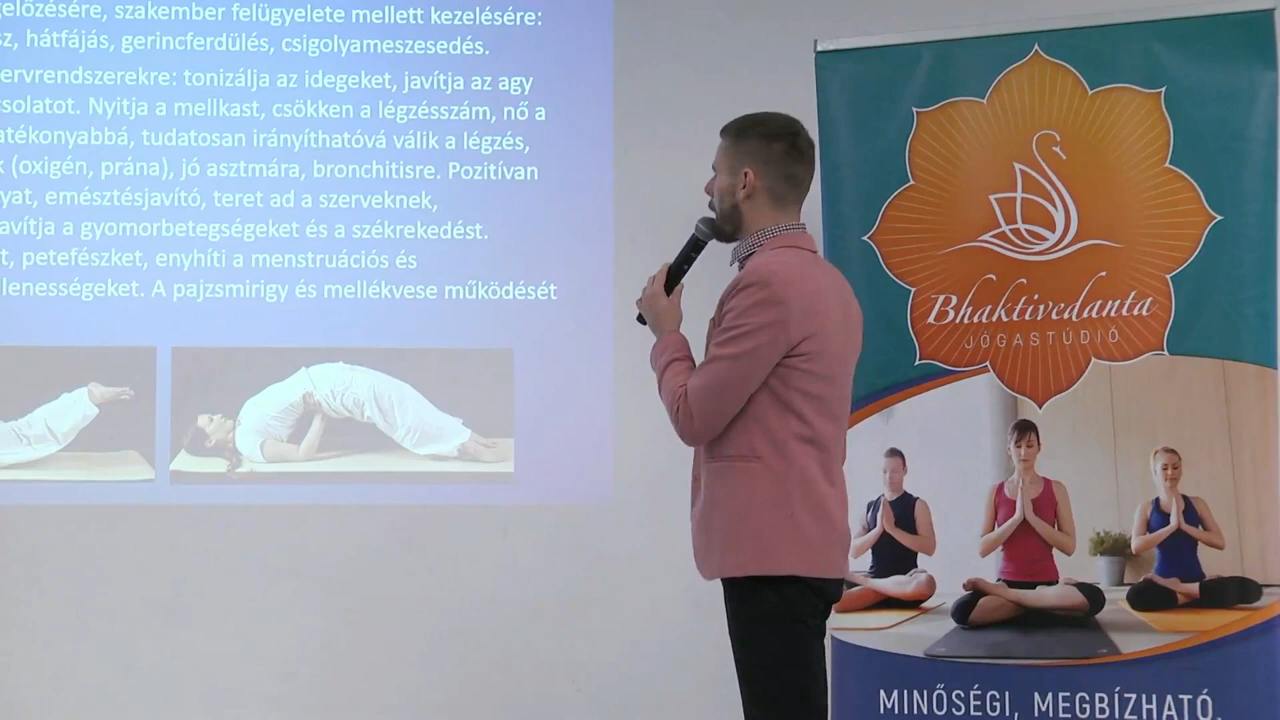 előzésére, szakember felügyelete mellett kezelésére:
sz, hátfájás, gerincferdülés, csigolyameszesedés.
ervrendszerekre: tonizálja az idegeket, javítja az agy
csolatot. Nyitja a mellkast, csökken a légzésszám, nő a
atékonyabbá, tudatosan irányíthatóvá válik a légzés,
k (oxigén, prána), jó asztmára, bronchitisre. Pozitívan
yat, emésztésjavító, teret ad a szerveknek,
avítja a gyomorbetegségeket és a székrekedést.
t, petefészket, enyhíti a menstruációs és
lenességeket. A pajzsmirigy és mellékvese működését
Bhaktivedanta
JÓGASTÚDIÓ
MINŐSÉGI, MEGBÍZHATÓ